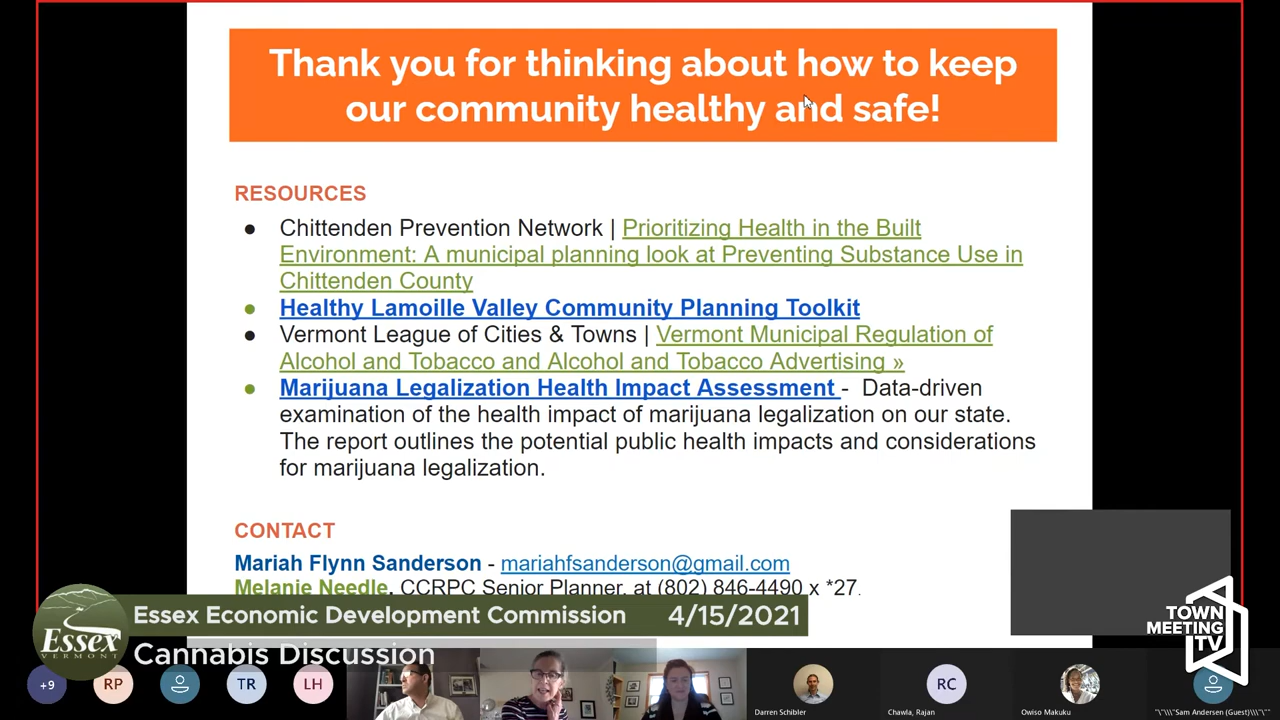 Thank you for thinking about how to keep
our community healthy and safe!
RESOURCES
● Chittenden Prevention Network | Prioritizing Health in the Built
Environment: A municipal planning look at Preventing Substance Use in
Chittenden County
● Healthy Lamoille Valley Community Planning Toolkit
● Vermont League of Cities & Towns | Vermont Municipal Regulation of
Alcohol and Tobacco and Alcohol and Tobacco Advertising »
● Marijuana Legalization Health Impact Assessment - Data-driven
examination of the health impact of marijuana legalization on our state.
The report outlines the potential public health impacts and considerations
for marijuana legalization.
CONTACT
Mariah Flynn Sanderson - mariahfsanderson@gmail.com
Melanie Needle, CCRPC Senior Planner, at (802) 846-4490 x *27.
Essex
VERMONT
Essex Economic Development Commission 4/15/2021
Cannabis Discussion
TOWN
MEETING
TV
+9
RP
TR
LH
RC
Darren Schibler
Chawla, Rajan
Owiso Makuku
"\"\\\"Sam Andersen (Guest)\\\"\""